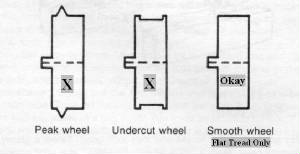 X X Okay
Peak wheel Undercut wheel Smooth wheel
Flat Tread Only